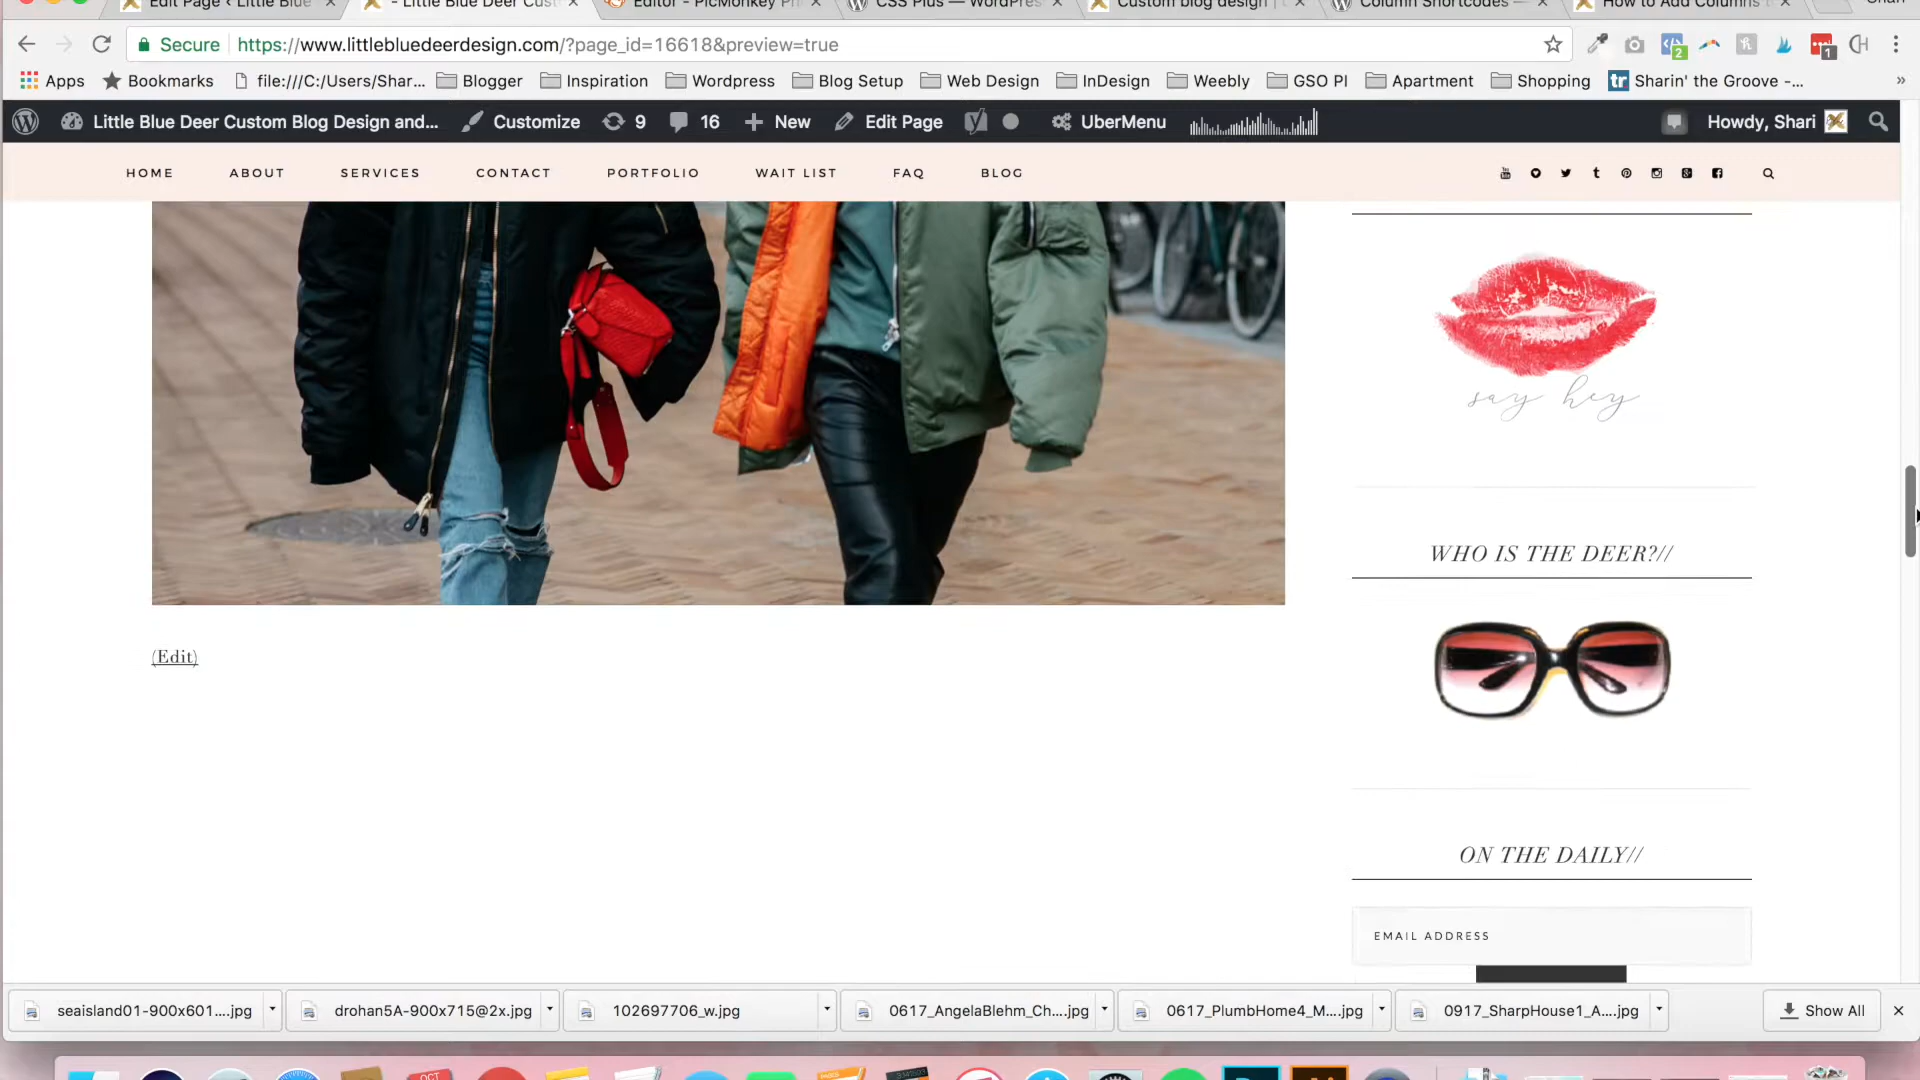 Edit Page ‹ Little Blue
- Little Blue Deer Cust
Editor - PicMonkey Ph
CSS Plus — WordPres
Custom blog design | c
Column Shortcodes —
How to Add Columns B
Shari
Secure https://www.littlebluedeerdesign.com/?page_id=16618&preview=true
2
1
Apps Bookmarks file:///C:/Users/Shar... Blogger Inspiration Wordpress Blog Setup Web Design InDesign Weebly GSO PI Apartment Shopping tr Sharin' the Groove -... »
Little Blue Deer Custom Blog Design and... Customize 9 16 New Edit Page UberMenu Howdy, Shari
HOME ABOUT SERVICES CONTACT PORTFOLIO WAIT LIST FAQ BLOG
say hey
WHO IS THE DEER?//
(Edit)
ON THE DAILY//
EMAIL ADDRESS
seaisland01-900x601....jpg drohan5A-900x715@2x.jpg 102697706_w.jpg 0617_AngelaBlehm_Ch....jpg 0617_PlumbHome4_M....jpg 0917_SharpHouse1_A....jpg Show All
OCT